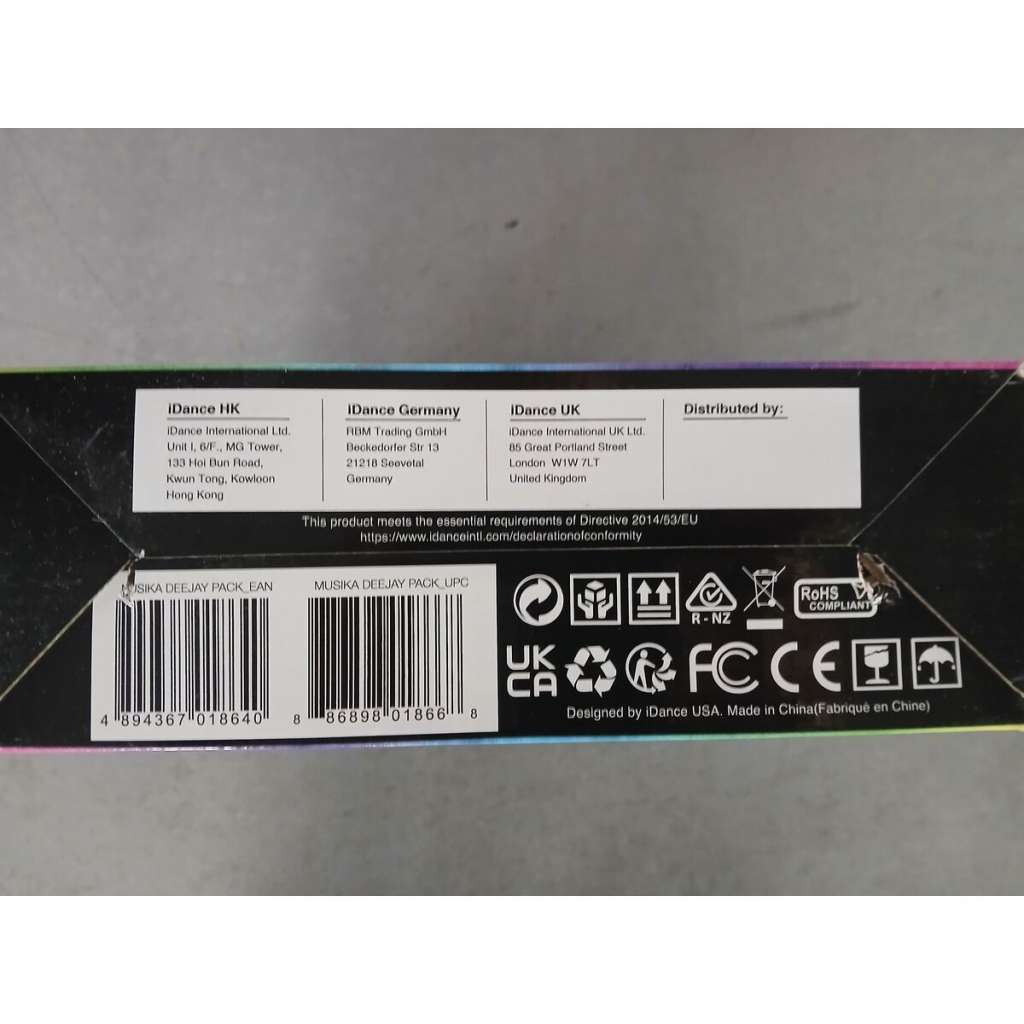 iDance HK
iDance International Ltd.
Unit I, 6/F., MG Tower,
133 Hoi Bun Road,
Kwun Tong, Kowloon
Hong Kong
iDance Germany
RBM Trading GmbH
Beckedorfer Str 13
21218 Seevetal
Germany
iDance UK
iDance International UK Ltd.
85 Great Portland Street
London W1W 7LT
United Kingdom
Distributed by:
This product meets the essential requirements of Directive 2014/53/EU
https://www.idanceintl.com/declarationofconformity
MUSIKA DEEJAY PACK_EAN
4 894367 018640
MUSIKA DEEJAY PACK_UPC
8 86898 01866 8
R-NZ
RoHS
COMPLIANT
UK
CA
FC
CE
Designed by iDance USA. Made in China(Fabriqué en Chine)